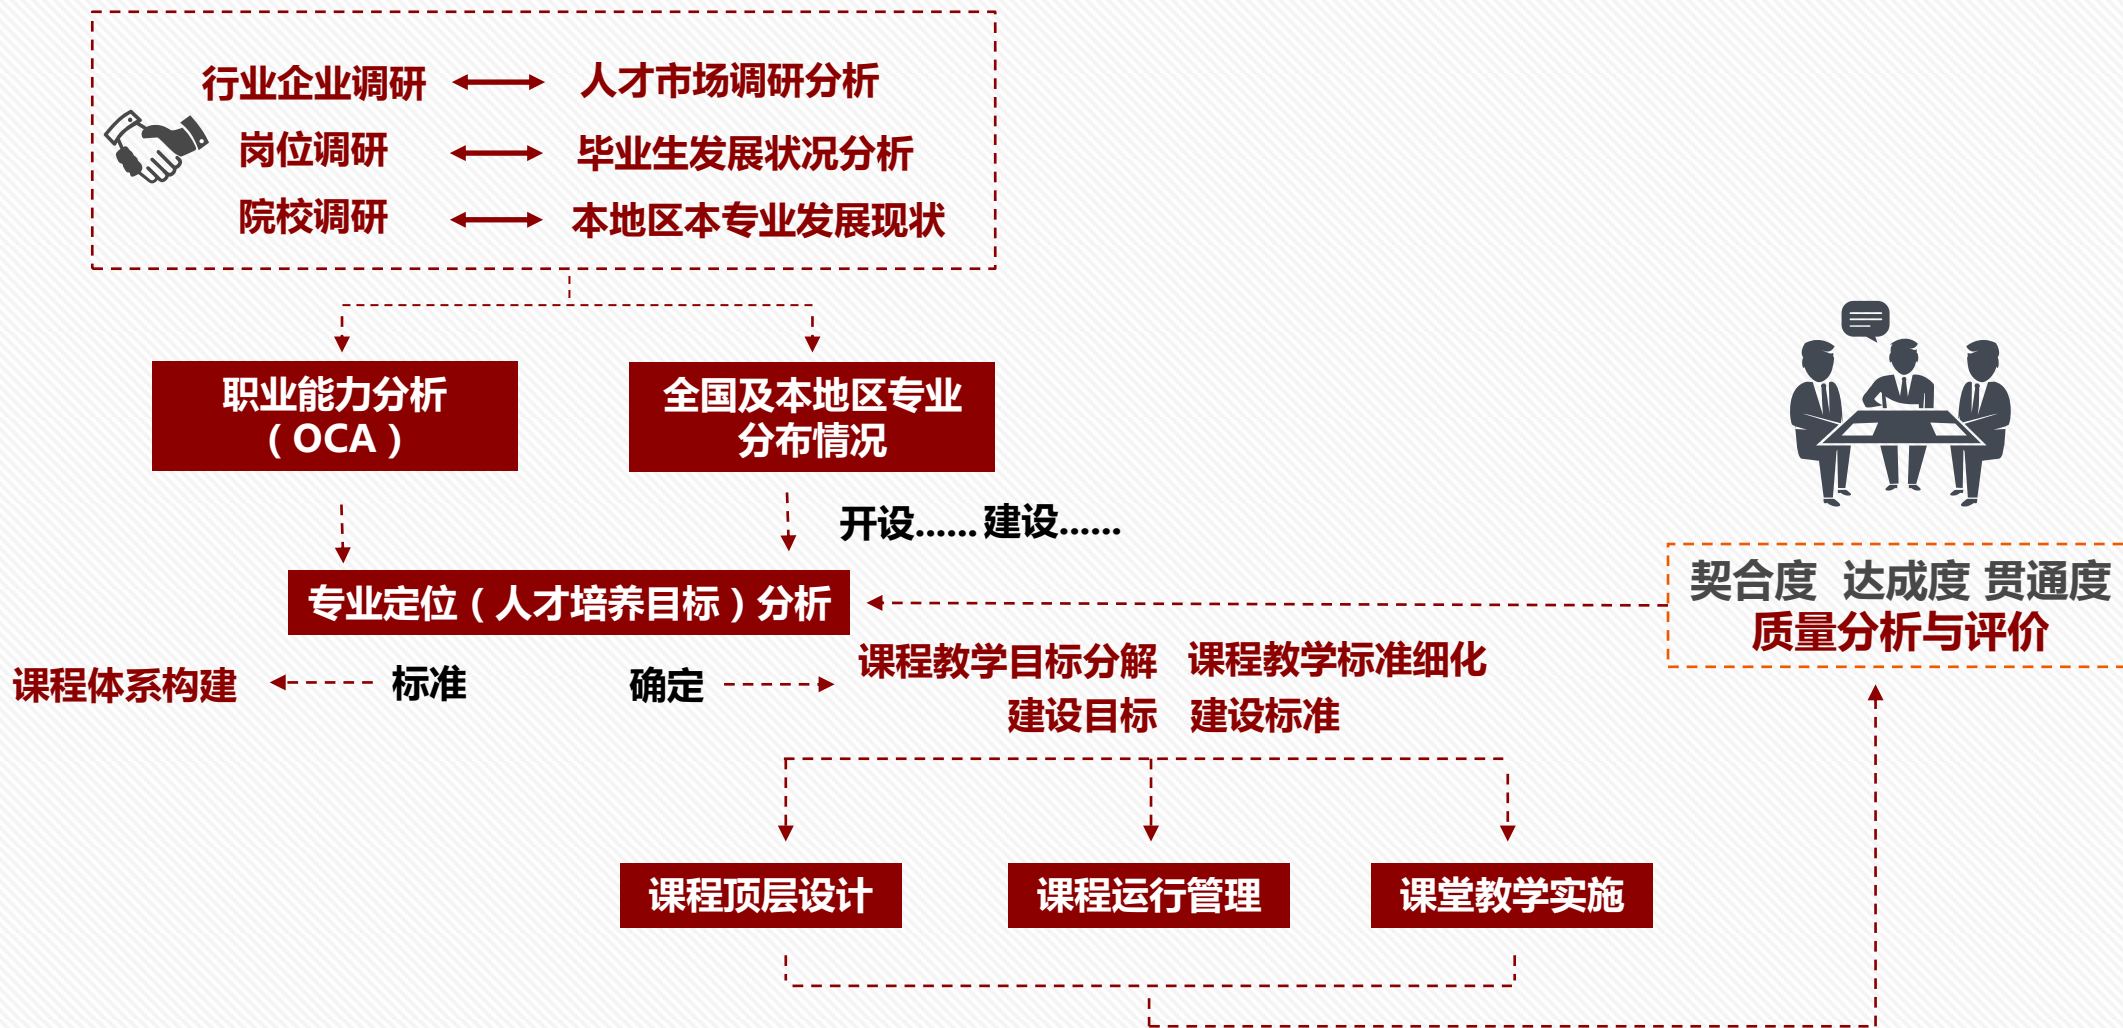 行业企业调研
人才市场调研分析
岗位调研
毕业生发展状况分析
院校调研
本地区本专业发展现状
职业能力分析
（OCA）
全国及本地区专业
分布情况
开设...... 建设......
专业定位（人才培养目标）分析
契合度 达成度 贯通度
质量分析与评价
课程体系构建
标准
确定
课程教学目标分解
课程教学标准细化
建设目标
建设标准
课程顶层设计
课程运行管理
课堂教学实施